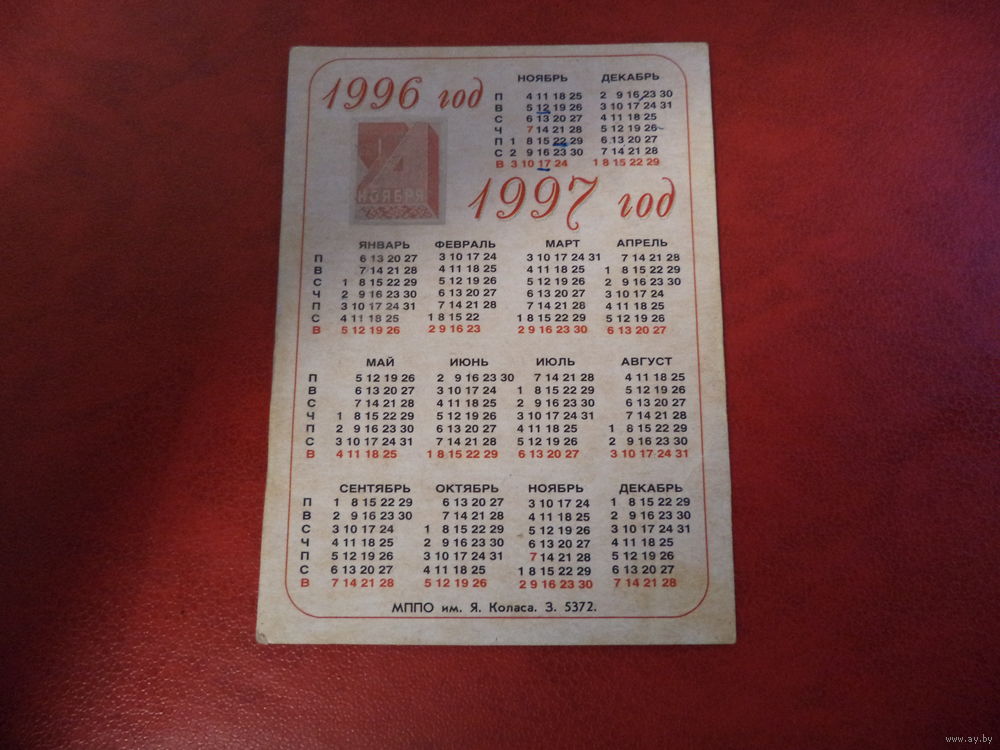 1996 год
НОЯБРЬ ДЕКАБРЬ
П 4 11 18 25 2 9 16 23 30
В 5 12 19 26 3 10 17 24 31
С 6 13 20 27 4 11 18 25
Ч 7 14 21 28 5 12 19 26
П 1 8 15 22 29 6 13 20 27
С 2 9 16 23 30 7 14 21 28
В 3 10 17 24 1 8 15 22 29
НОЯБРЯ
1997 год
ЯНВАРЬ ФЕВРАЛЬ МАРТ АПРЕЛЬ
П 6 13 20 27 3 10 17 24 3 10 17 24 31 7 14 21 28
В 7 14 21 28 4 11 18 25 4 11 18 25 1 8 15 22 29
С 1 8 15 22 29 5 12 19 26 5 12 19 26 2 9 16 23 30
Ч 2 9 16 23 30 6 13 20 27 6 13 20 27 3 10 17 24
П 3 10 17 24 31 7 14 21 28 7 14 21 28 4 11 18 25
С 4 11 18 25 1 8 15 22 1 8 15 22 29 5 12 19 26
В 5 12 19 26 2 9 16 23 2 9 16 23 30 6 13 20 27
МАЙ ИЮНЬ ИЮЛЬ АВГУСТ
П 5 12 19 26 2 9 16 23 30 7 14 21 28 4 11 18 25
В 6 13 20 27 3 10 17 24 1 8 15 22 29 5 12 19 26
С 7 14 21 28 4 11 18 25 2 9 16 23 30 6 13 20 27
Ч 1 8 15 22 29 5 12 19 26 3 10 17 24 31 7 14 21 28
П 2 9 16 23 30 6 13 20 27 4 11 18 25 1 8 15 22 29
С 3 10 17 24 31 7 14 21 28 5 12 19 26 2 9 16 23 30
В 4 11 18 25 1 8 15 22 29 6 13 20 27 3 10 17 24 31
СЕНТЯБРЬ ОКТЯБРЬ НОЯБРЬ ДЕКАБРЬ
П 1 8 15 22 29 6 13 20 27 3 10 17 24 1 8 15 22 29
В 2 9 16 23 30 7 14 21 28 4 11 18 25 2 9 16 23 30
С 3 10 17 24 1 8 15 22 29 5 12 19 26 3 10 17 24 31
Ч 4 11 18 25 2 9 16 23 30 6 13 20 27 4 11 18 25
П 5 12 19 26 3 10 17 24 31 7 14 21 28 5 12 19 26
С 6 13 20 27 4 11 18 25 1 8 15 22 29 6 13 20 27
В 7 14 21 28 5 12 19 26 2 9 16 23 30 7 14 21 28
МППО им. Я. Коласа. З. 5372.
www.ay.by